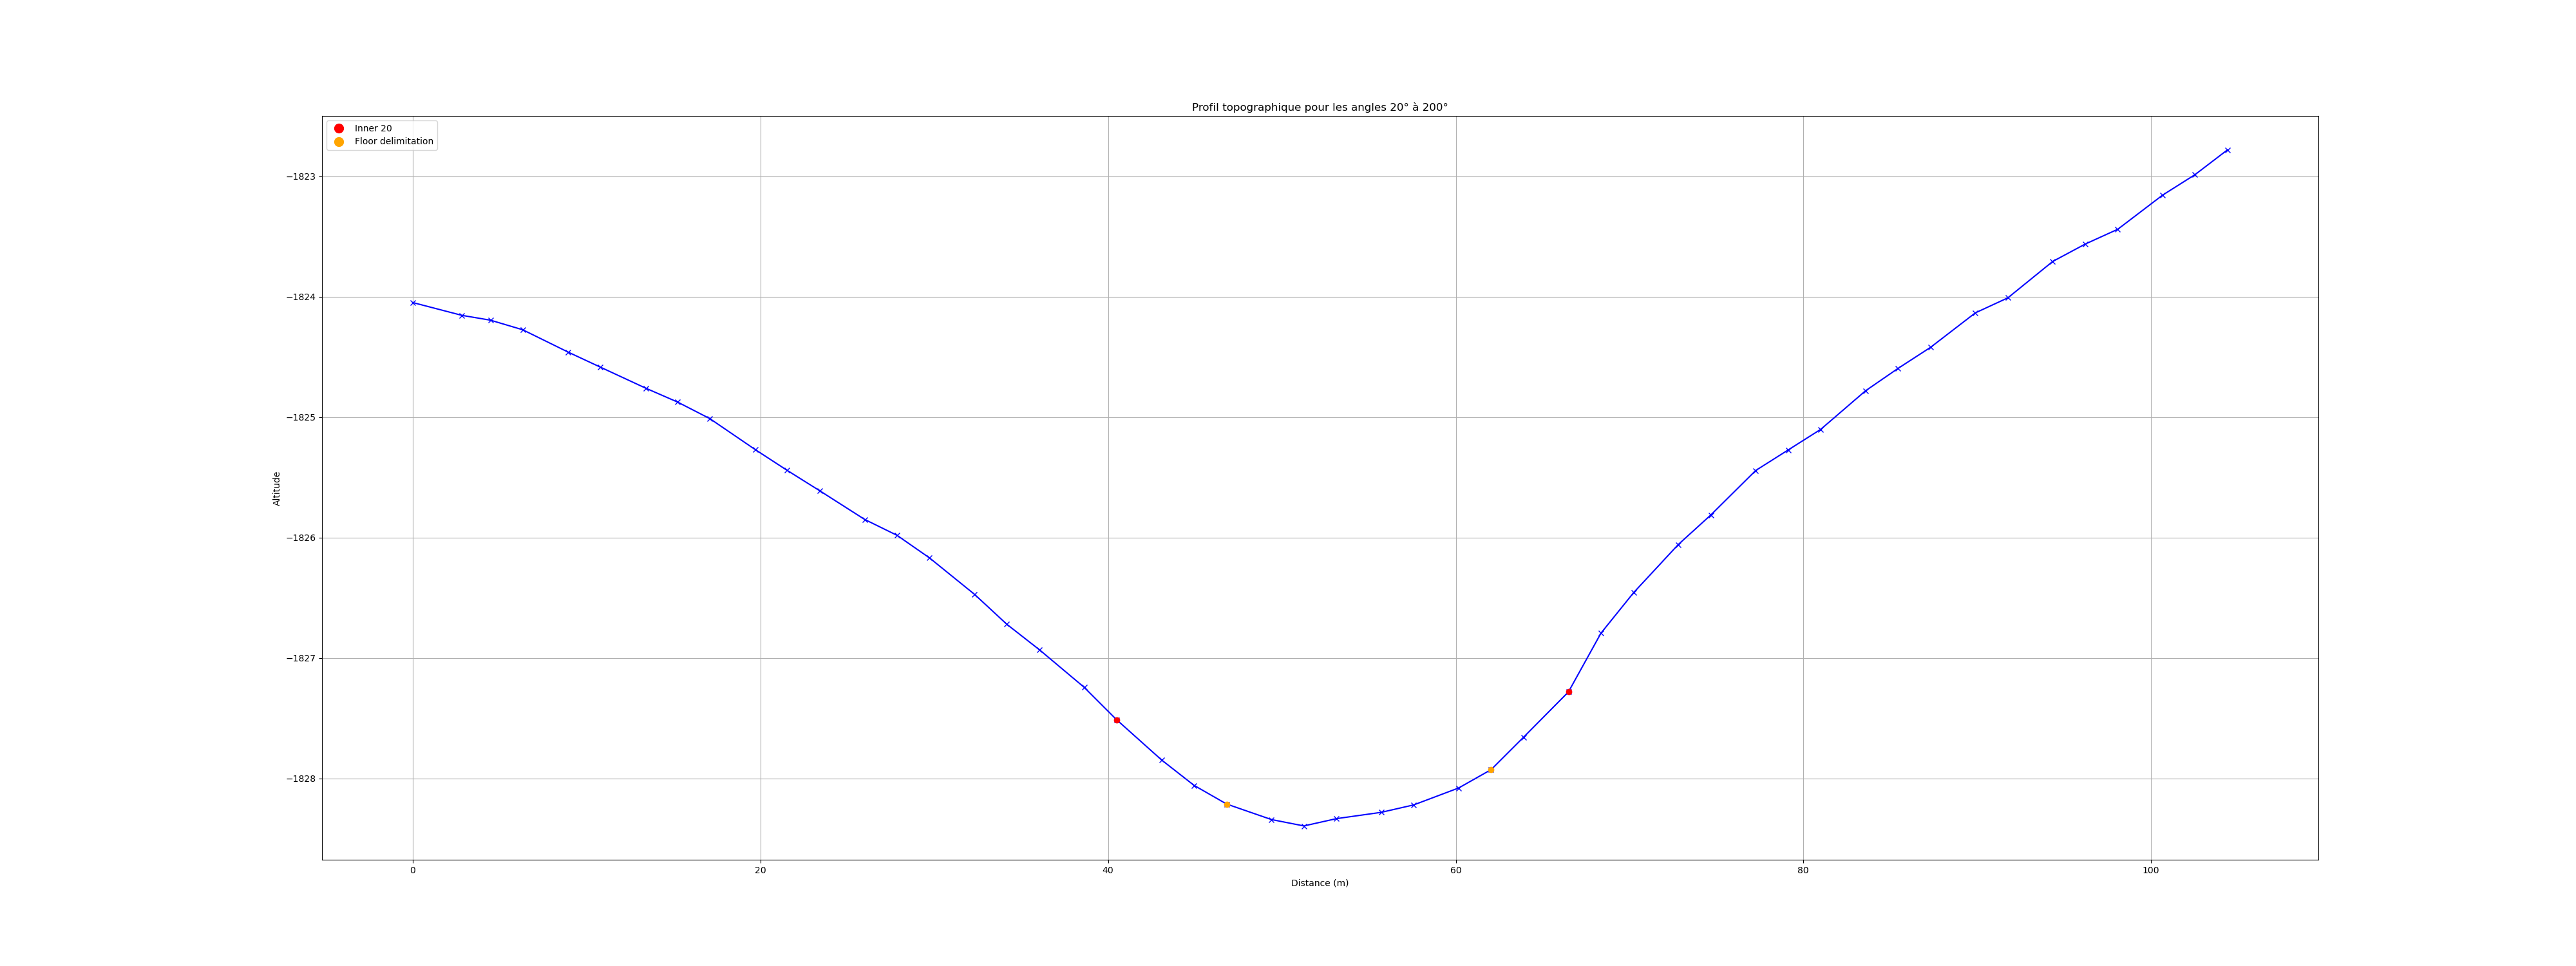 Profil topographique pour les angles 20° à 200°
Inner 20
Floor delimitation
−1823
−1824
−1825
−1826
−1827
−1828
Altitude
0
20
40
60
80
100
Distance (m)